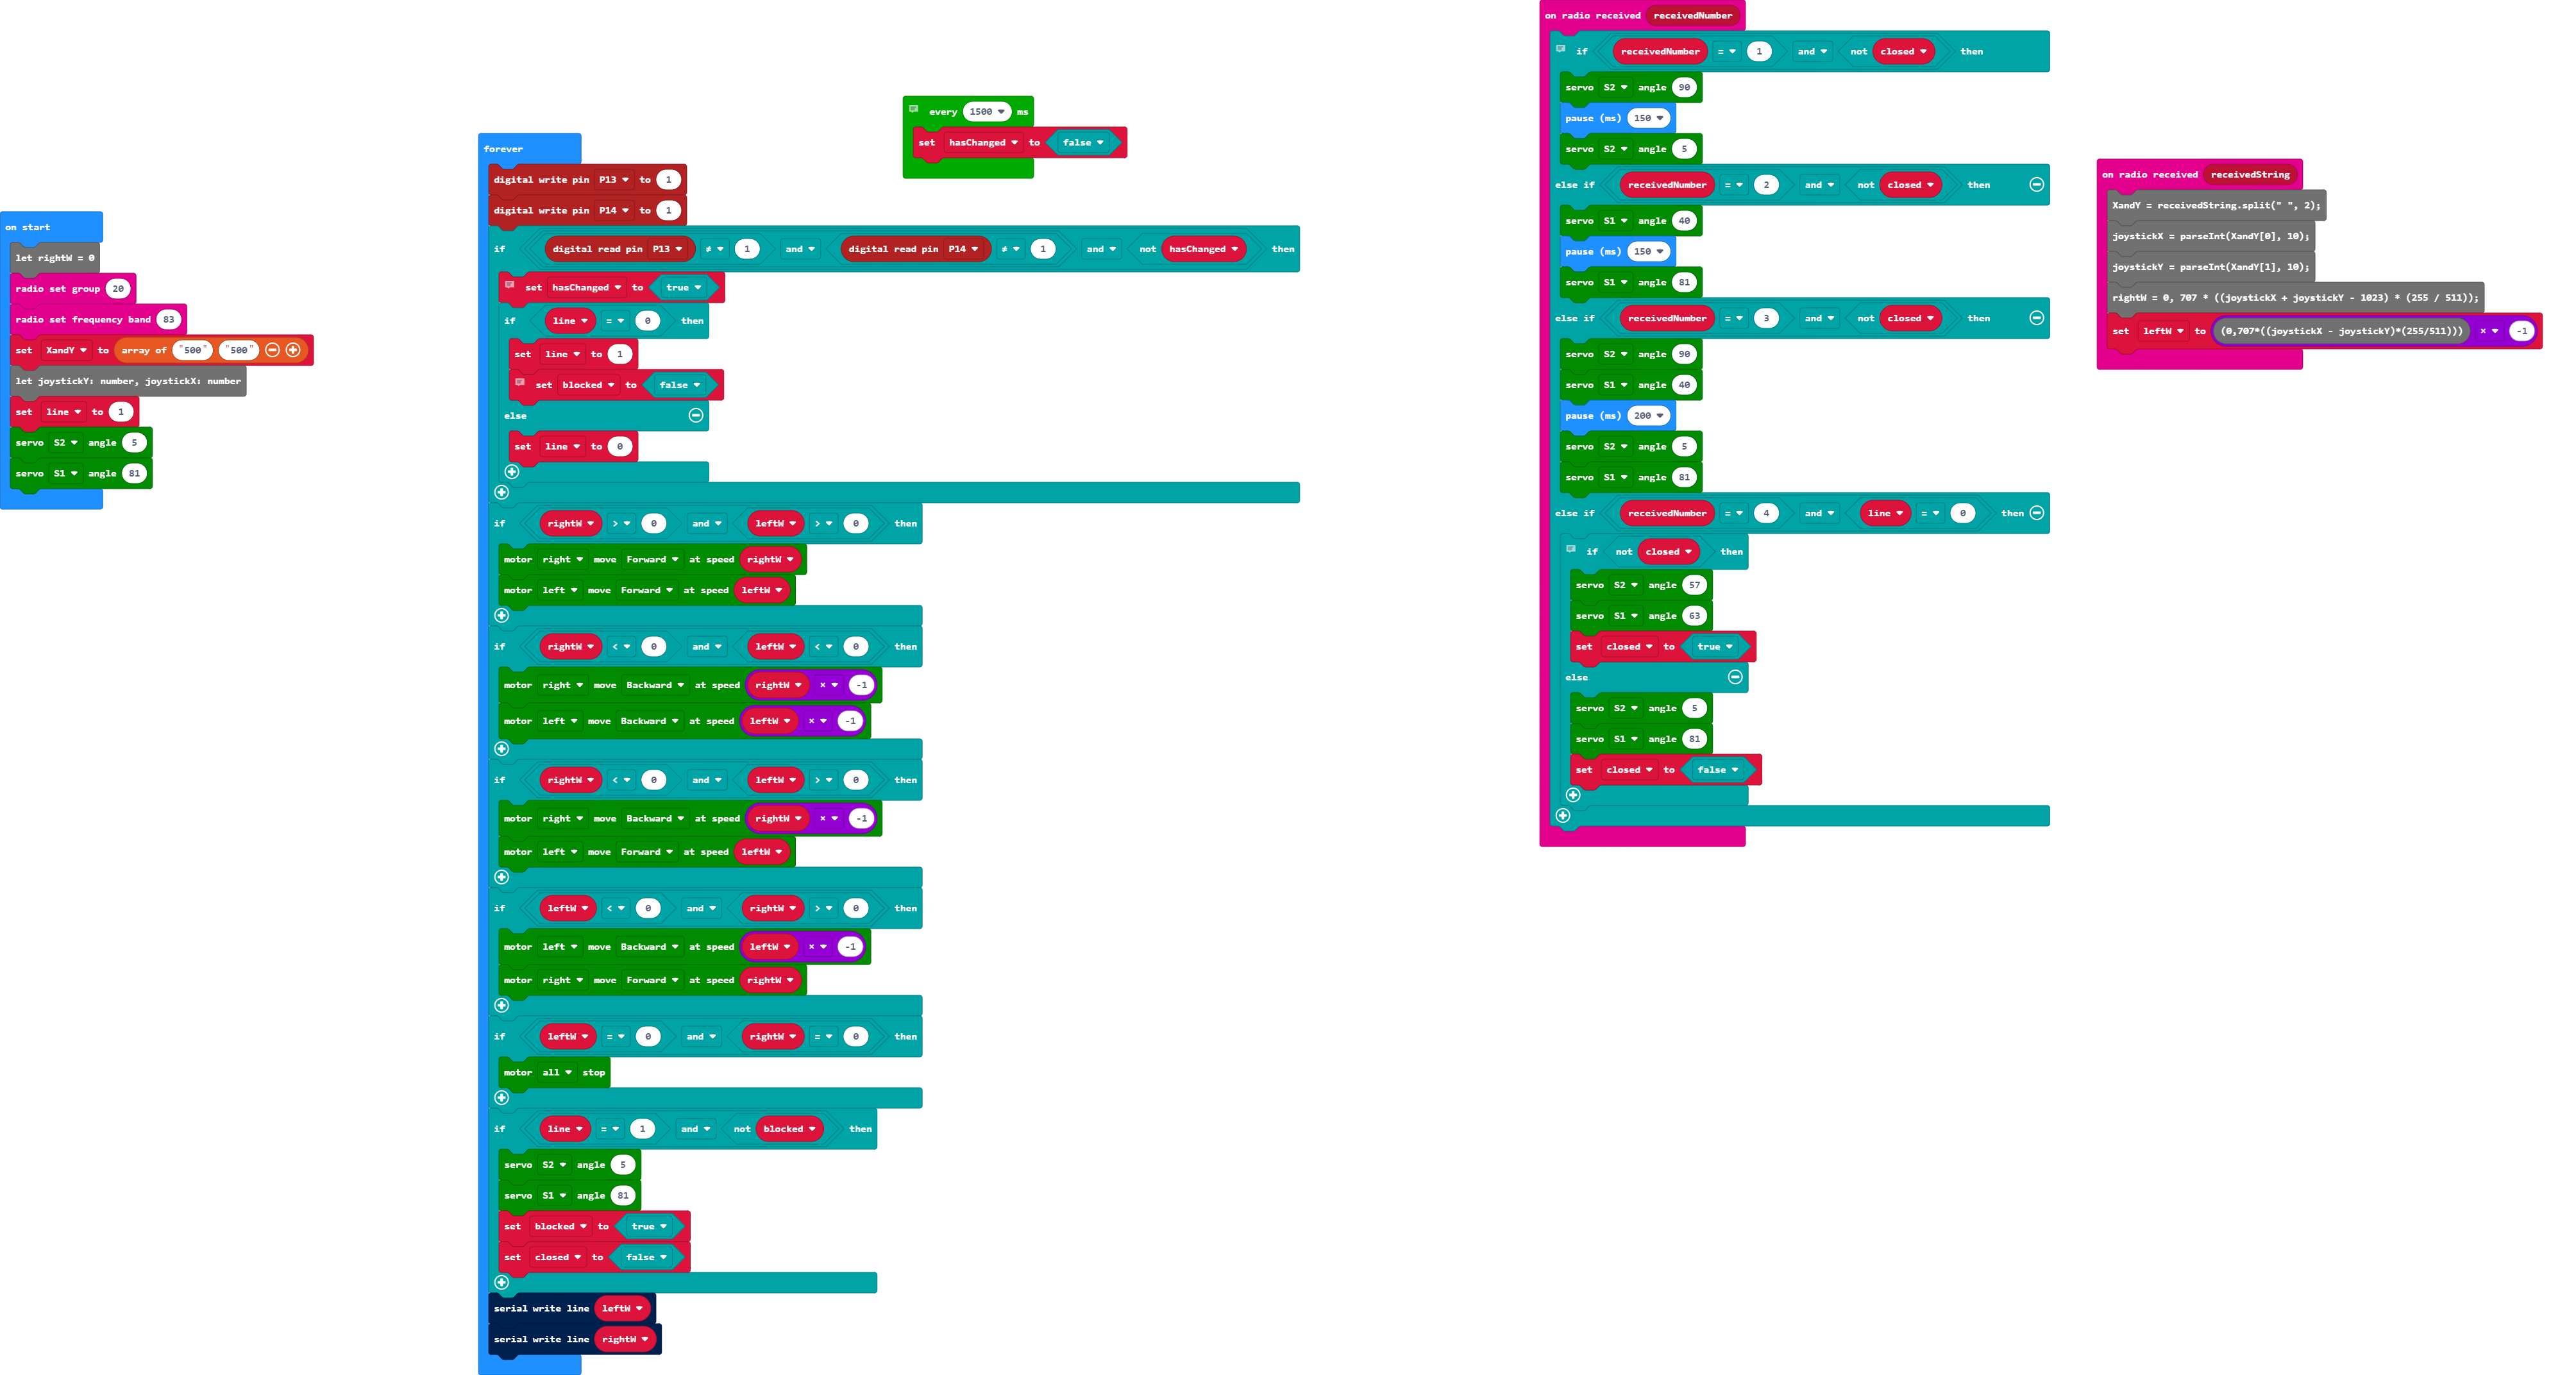 on start
let rightW = 0
radio set group 20
radio set frequency band 83
set XandY to array of "500" "500"
let joystickY: number, joystickX: number
set line to 1
servo S2 angle 5
servo S1 angle 81
forever
digital write pin P13 to 1
digital write pin P14 to 1
if digital read pin P13 ≠ 1 and digital read pin P14 ≠ 1 and not hasChanged then
set hasChanged to true
if line = 0 then
set line to 1
set blocked to false
else
set line to 0
if rightW > 0 and leftW > 0 then
motor right move Forward at speed rightW
motor left move Forward at speed leftW
if rightW < 0 and leftW < 0 then
motor right move Backward at speed rightW × -1
motor left move Backward at speed leftW × -1
if rightW < 0 and leftW > 0 then
motor right move Backward at speed rightW × -1
motor left move Forward at speed leftW
if leftW < 0 and rightW > 0 then
motor left move Backward at speed leftW × -1
motor right move Forward at speed rightW
if leftW = 0 and rightW = 0 then
motor all stop
if line = 1 and not blocked then
servo S2 angle 5
servo S1 angle 81
set blocked to true
set closed to false
serial write line leftW
serial write line rightW
every 1500 ms
set hasChanged to false
on radio received receivedNumber
if receivedNumber = 1 and not closed then
servo S2 angle 90
pause (ms) 150
servo S2 angle 5
else if receivedNumber = 2 and not closed then
servo S1 angle 40
pause (ms) 150
servo S1 angle 81
else if receivedNumber = 3 and not closed then
servo S2 angle 90
servo S1 angle 40
pause (ms) 200
servo S2 angle 5
servo S1 angle 81
else if receivedNumber = 4 and line = 0 then
if not closed then
servo S2 angle 57
servo S1 angle 63
set closed to true
else
servo S2 angle 5
servo S1 angle 81
set closed to false
on radio received receivedString
XandY = receivedString.split(" ", 2);
joystickX = parseInt(XandY[0], 10);
joystickY = parseInt(XandY[1], 10);
rightW = 0, 707 * ((joystickX + joystickY - 1023) * (255 / 511));
set leftW to (0,707*((joystickX - joystickY)*(255/511))) × -1